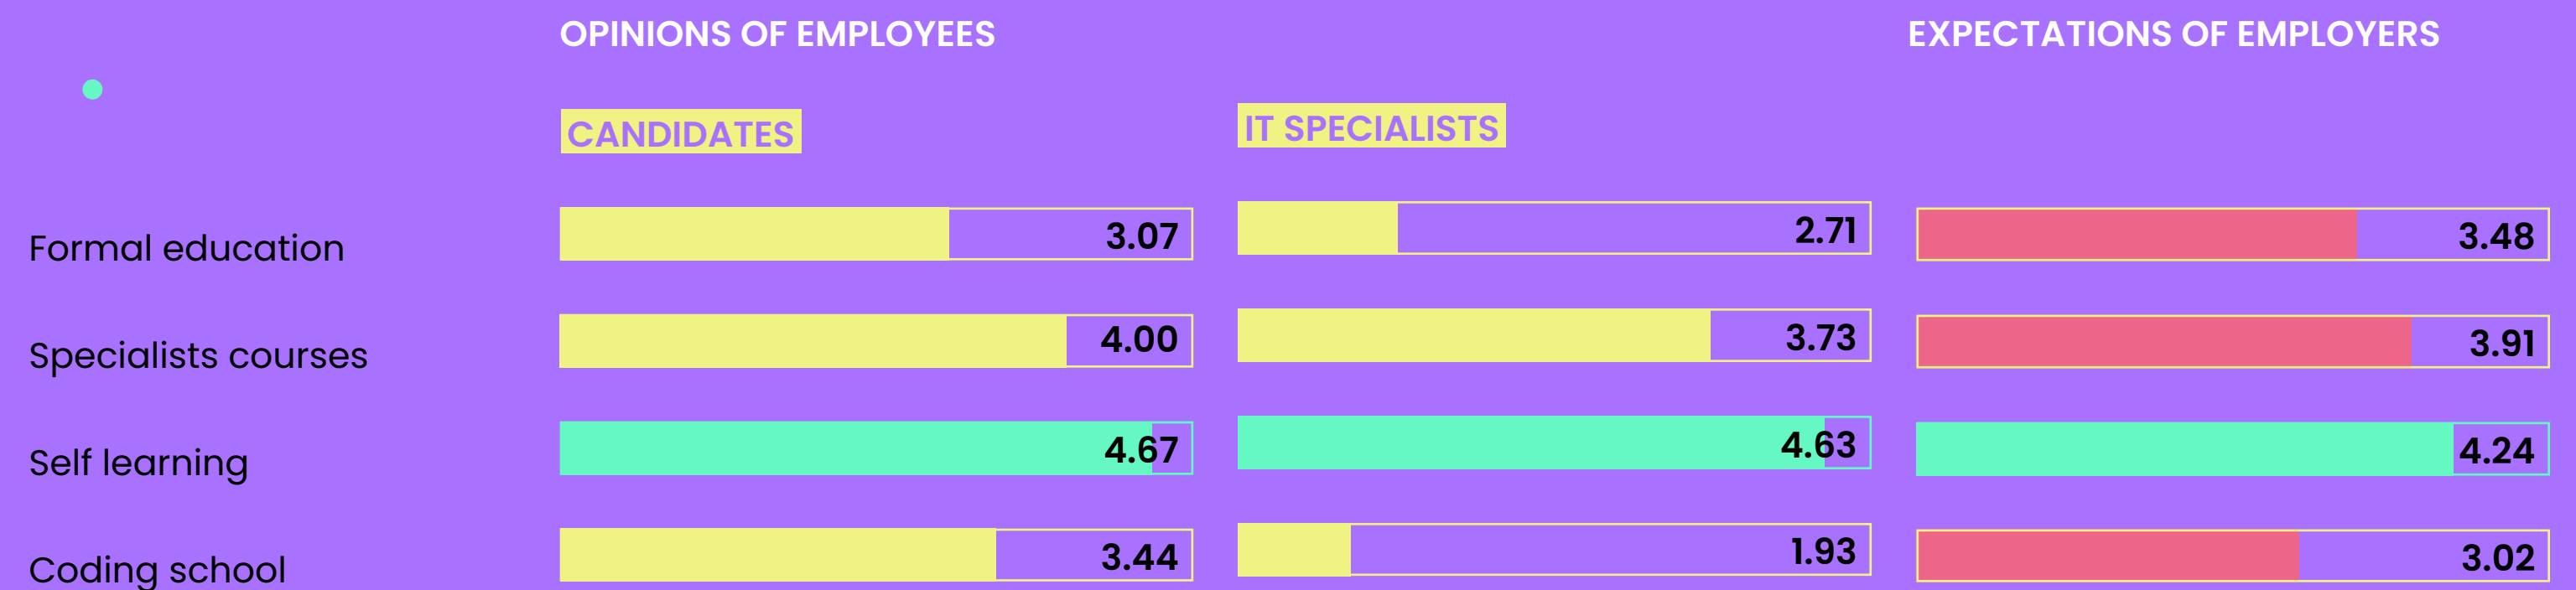 OPINIONS OF EMPLOYEES EXPECTATIONS OF EMPLOYERS
CANDIDATES IT SPECIALISTS
Formal education 3.07 2.71 3.48
Specialists courses 4.00 3.73 3.91
Self learning 4.67 4.63 4.24
Coding school 3.44 1.93 3.02